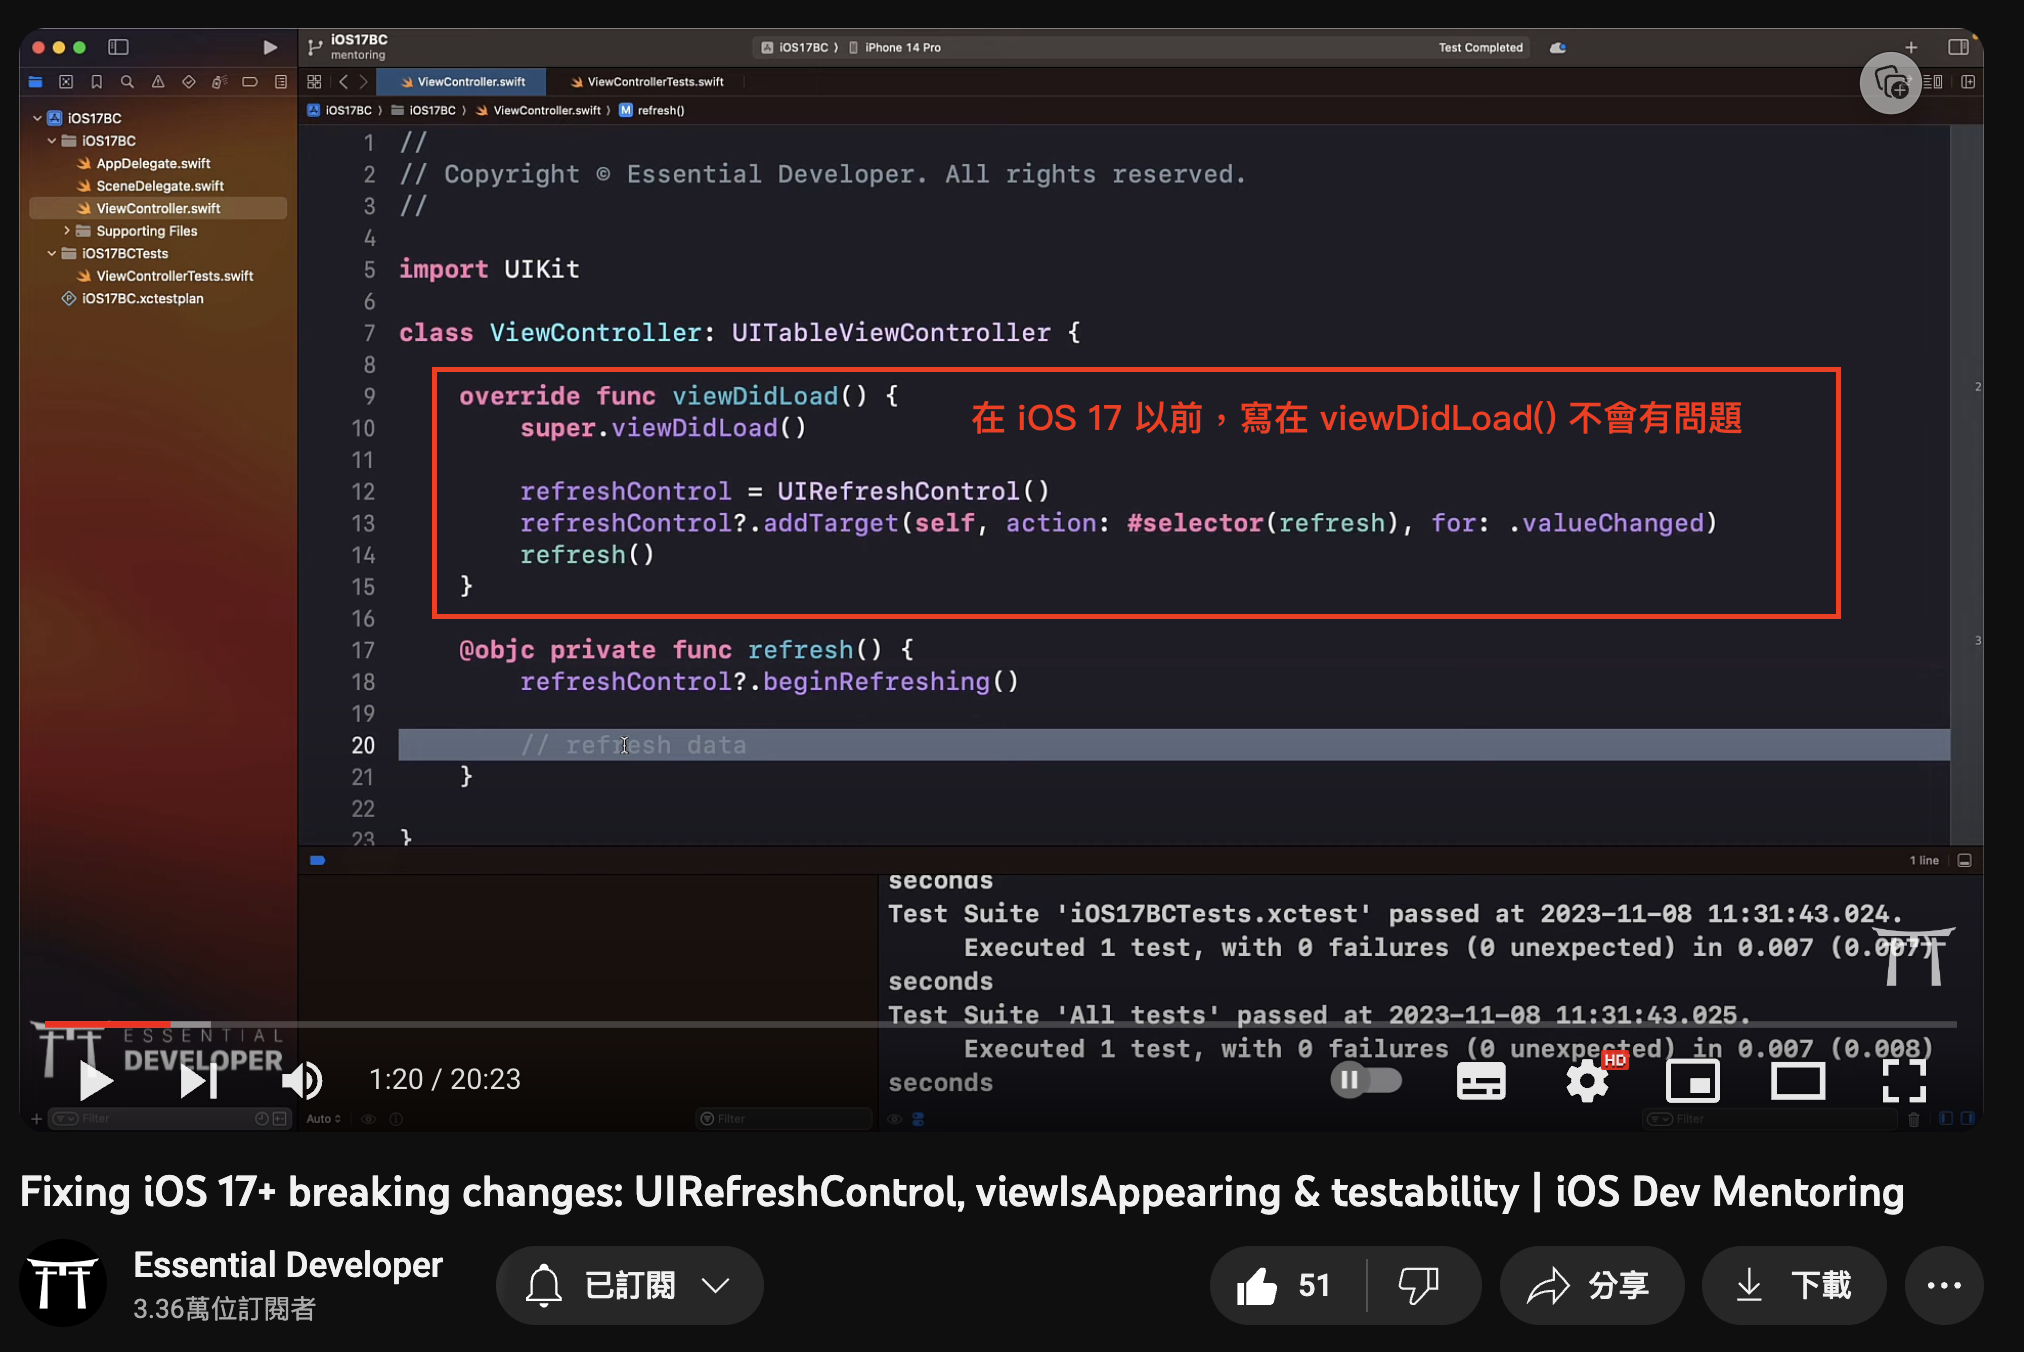 iOS17BC
mentoring
iOS17BC 〉 iPhone 14 Pro
Test Completed
ViewController.swift
ViewControllerTests.swift
iOS17BC 〉 iOS17BC 〉 ViewController.swift 〉 M refresh()
iOS17BC
iOS17BC
AppDelegate.swift
SceneDelegate.swift
ViewController.swift
Supporting Files
iOS17BCTests
ViewControllerTests.swift
iOS17BC.xctestplan
1 //
2 // Copyright © Essential Developer. All rights reserved.
3 //
4
5 import UIKit
6
7 class ViewController: UITableViewController {
8
9 override func viewDidLoad() {
在 iOS 17 以前，寫在 viewDidLoad() 不會有問題
10 super.viewDidLoad()
11
12 refreshControl = UIRefreshControl()
13 refreshControl?.addTarget(self, action: #selector(refresh), for: .valueChanged)
14 refresh()
15 }
16
17 @objc private func refresh() {
18 refreshControl?.beginRefreshing()
19
20 // refresh data
21 }
22
23 }
2
3
1 line
seconds
Test Suite 'iOS17BCTests.xctest' passed at 2023-11-08 11:31:43.024.
Executed 1 test, with 0 failures (0 unexpected) in 0.007 (0.007)
seconds
Test Suite 'All tests' passed at 2023-11-08 11:31:43.025.
Executed 1 test, with 0 failures (0 unexpected) in 0.007 (0.008)
seconds
ESSENTIAL
DEVELOPER
1:20 / 20:23
HD
Filter
Auto
Filter
Filter
Fixing iOS 17+ breaking changes: UIRefreshControl, viewIsAppearing & testability | iOS Dev Mentoring
Essential Developer
3.36萬位訂閱者
已訂閱
51
分享
下載